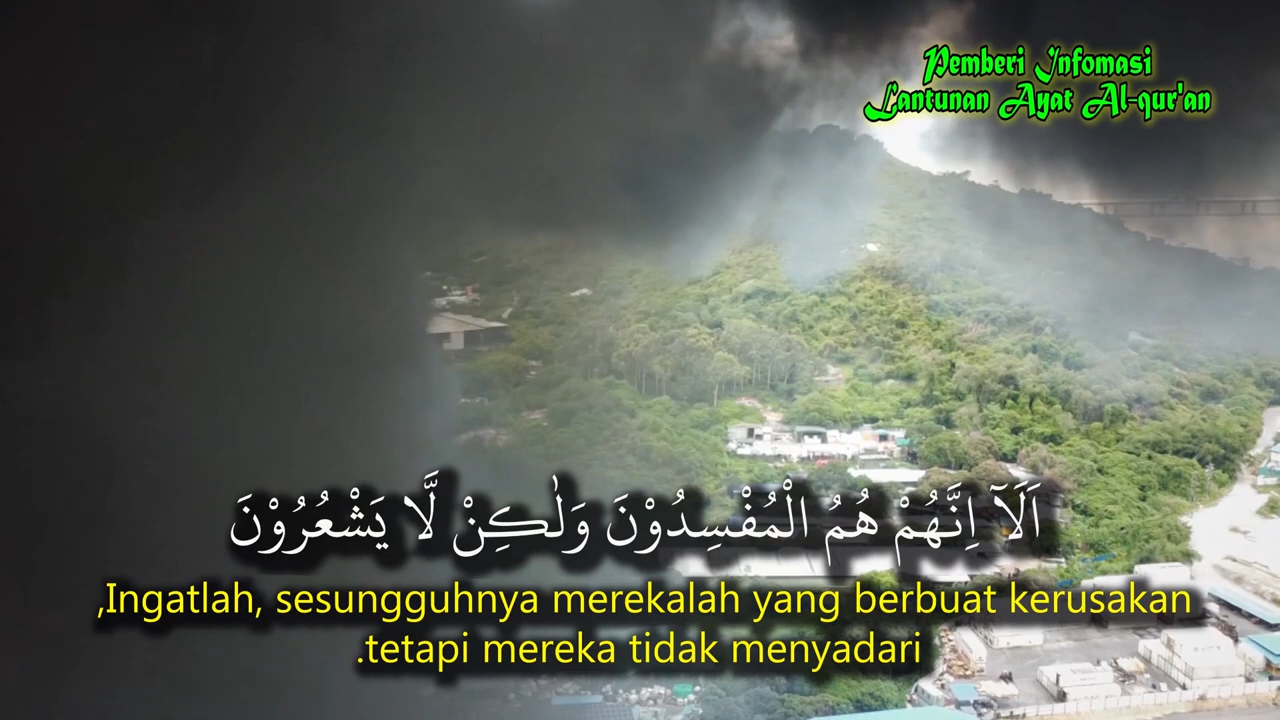 Pemberi Infomasi
Lantunan Ayat Al-qur'an
اَلَآ اِنَّهُمْ هُمُ الْمُفْسِدُوْنَ وَلٰكِنْ لَّا يَشْعُرُوْنَ
,Ingatlah, sesungguhnya merekalah yang berbuat kerusakan
.tetapi mereka tidak menyadari